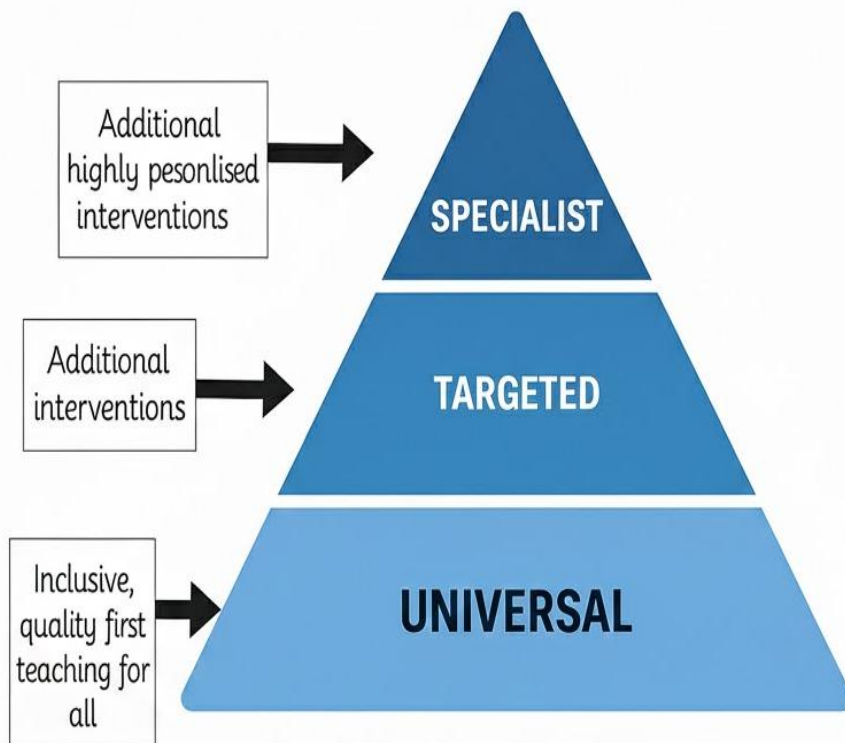 Additional
highly pesonlised
interventions
SPECIALIST
Additional
interventions
TARGETED
Inclusive,
quality first
teaching for
all
UNIVERSAL